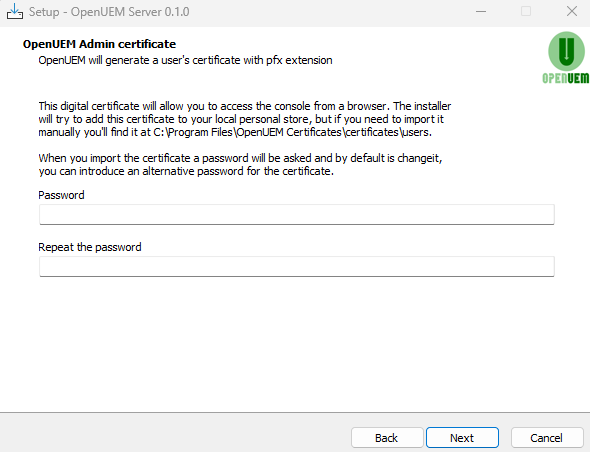 Setup - OpenUEM Server 0.1.0
OpenUEM Admin certificate
OpenUEM will generate a user's certificate with pfx extension
U
OPENUEM
This digital certificate will allow you to access the console from a browser. The installer
will try to add this certificate to your local personal store, but if you need to import it
manually you'll find it at C:\Program Files\OpenUEM Certificates\certificates\users.
When you import the certificate a password will be asked and by default is changeit,
you can introduce an alternative password for the certificate.
Password
Repeat the password
Back
Next
Cancel